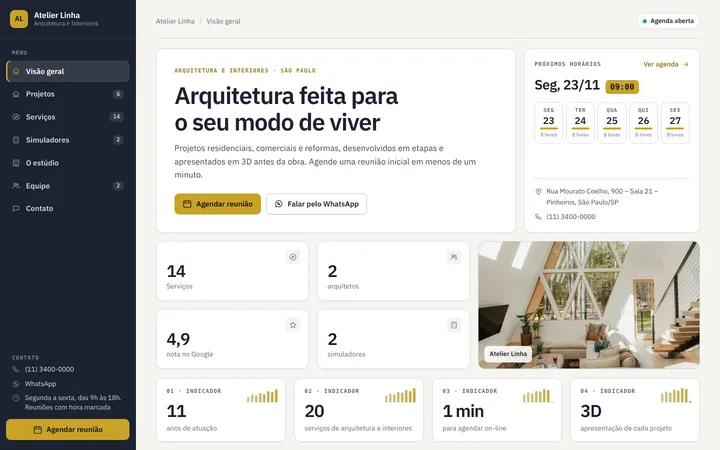 AL
Atelier Linha
Arquitetura e Interiores
MENU
Visão geral
Projetos 6
Serviços 14
Simuladores 2
O estúdio
Equipe 2
Contato
CONTATO
(11) 3400-0000
WhatsApp
Segunda a sexta, das 9h às 18h.
Reuniões com hora marcada
Agendar reunião
Atelier Linha / Visão geral
Agenda aberta
ARQUITETURA E INTERIORES · SÃO PAULO
Arquitetura feita para
o seu modo de viver
Projetos residenciais, comerciais e reformas, desenvolvidos em etapas e
apresentados em 3D antes da obra. Agende uma reunião inicial em menos de um
minuto.
Agendar reunião
Falar pelo WhatsApp
PRÓXIMOS HORÁRIOS
Ver agenda →
Seg, 23/11 09:00
SEG TER QUA QUI SEX
23 24 25 26 27
8 livres 8 livres 8 livres 8 livres 8 livres
Rua Mourato Coelho, 900 – Sala 21 –
Pinheiros, São Paulo/SP
(11) 3400-0000
14
Serviços
2
arquitetos
4,9
nota no Google
2
simuladores
Atelier Linha
01 · INDICADOR
11
anos de atuação
02 · INDICADOR
20
serviços de arquitetura e interiores
03 · INDICADOR
1 min
para agendar on-line
04 · INDICADOR
3D
apresentação de cada projeto